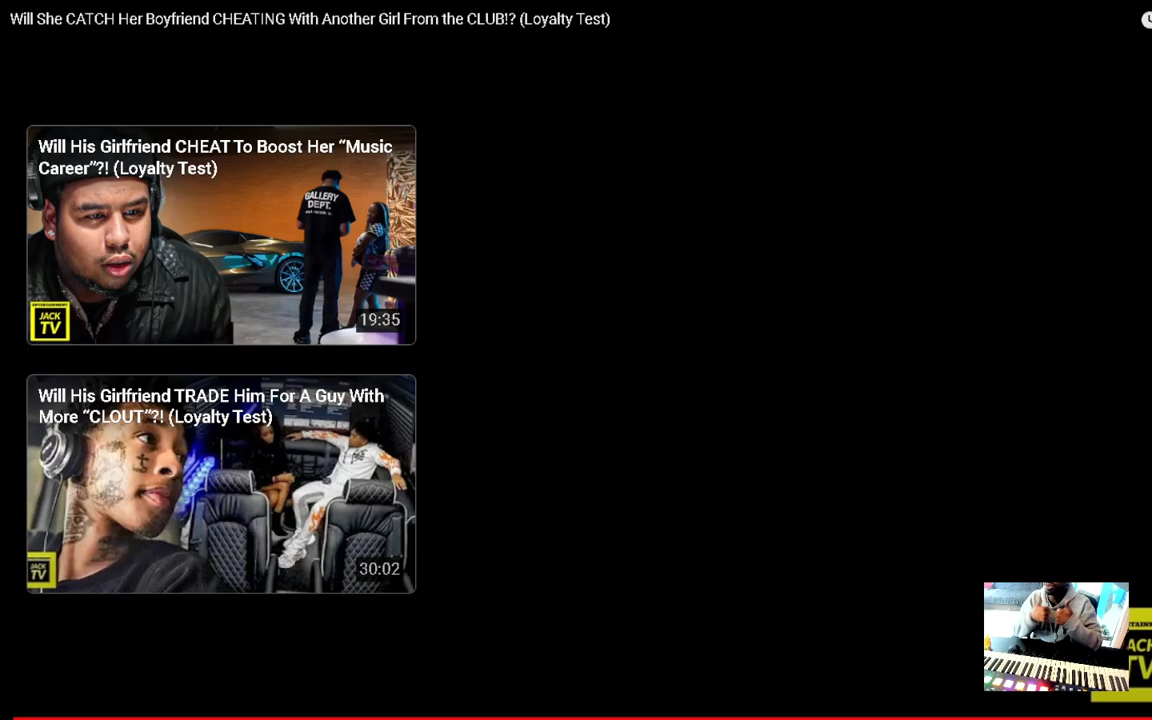 Will She CATCH Her Boyfriend CHEATING With Another Girl From the CLUB!? (Loyalty Test)
Will His Girlfriend CHEAT To Boost Her “Music
Career”?! (Loyalty Test)
GALLERY
DEPT.
ENTERTAINMENT
JACK
TV
19:35
Will His Girlfriend TRADE Him For A Guy With
More “CLOUT”?! (Loyalty Test)
JACK
TV
30:02